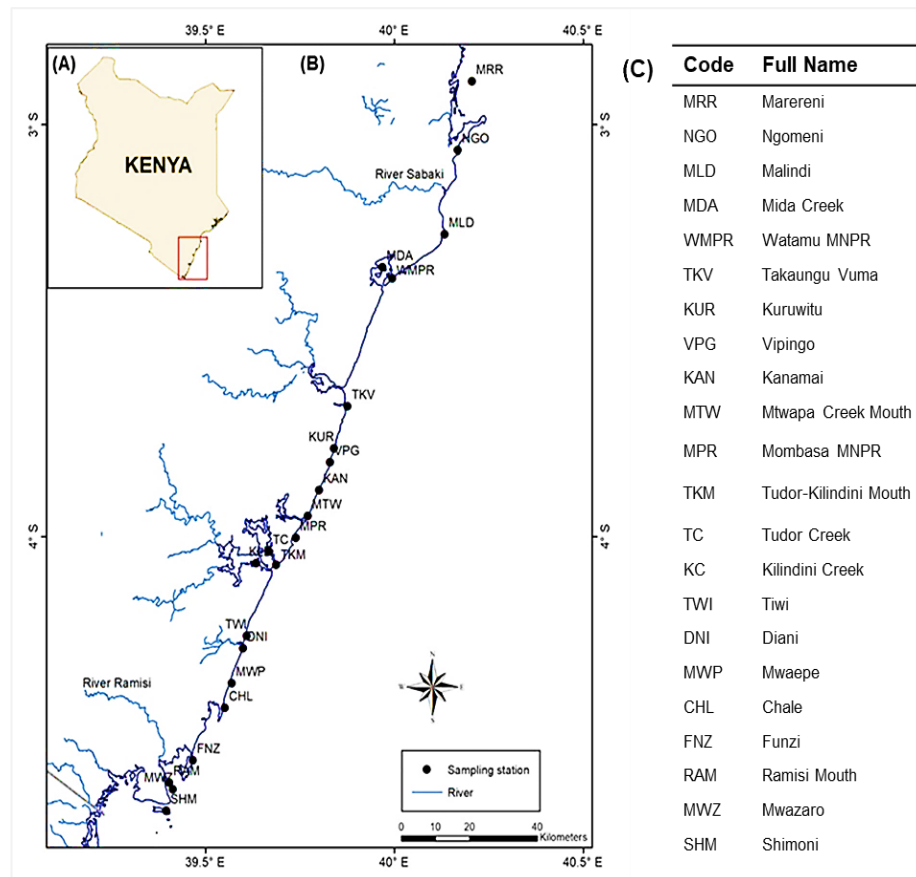 39.5° E 40° E 40.5° E
(A) (B)
KENYA
3° S 3° S
4° S 4° S
MRR
NGO
River Sabaki
MLD
MDA
WMPR
TKV
KUR
VPG
KAN
MTW
MPR
TC
TKM
TWI
DNI
MWP
River Ramisi
CHL
FNZ
RAM
MWZ
SHM
N
W E
S
Sampling station
River
0 10 20 40
Kilometers
39.5° E 40° E 40.5° E
(C)
Code Full Name
MRR Marereni
NGO Ngomeni
MLD Malindi
MDA Mida Creek
WMPR Watamu MNPR
TKV Takaungu Vuma
KUR Kuruwitu
VPG Vipingo
KAN Kanamai
MTW Mtwapa Creek Mouth
MPR Mombasa MNPR
TKM Tudor-Kilindini Mouth
TC Tudor Creek
KC Kilindini Creek
TWI Tiwi
DNI Diani
MWP Mwaepe
CHL Chale
FNZ Funzi
RAM Ramisi Mouth
MWZ Mwazaro
SHM Shimoni